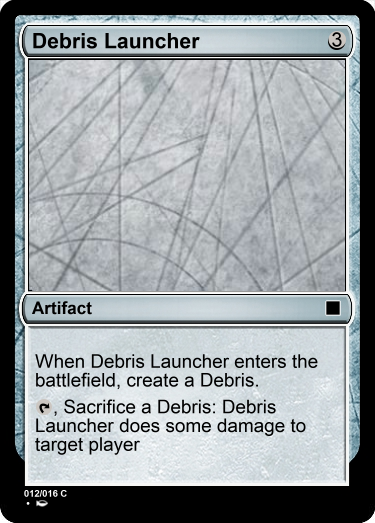 Debris Launcher 3
Artifact
When Debris Launcher enters the
battlefield, create a Debris.
, Sacrifice a Debris: Debris
Launcher does some damage to
target player
012/016 C